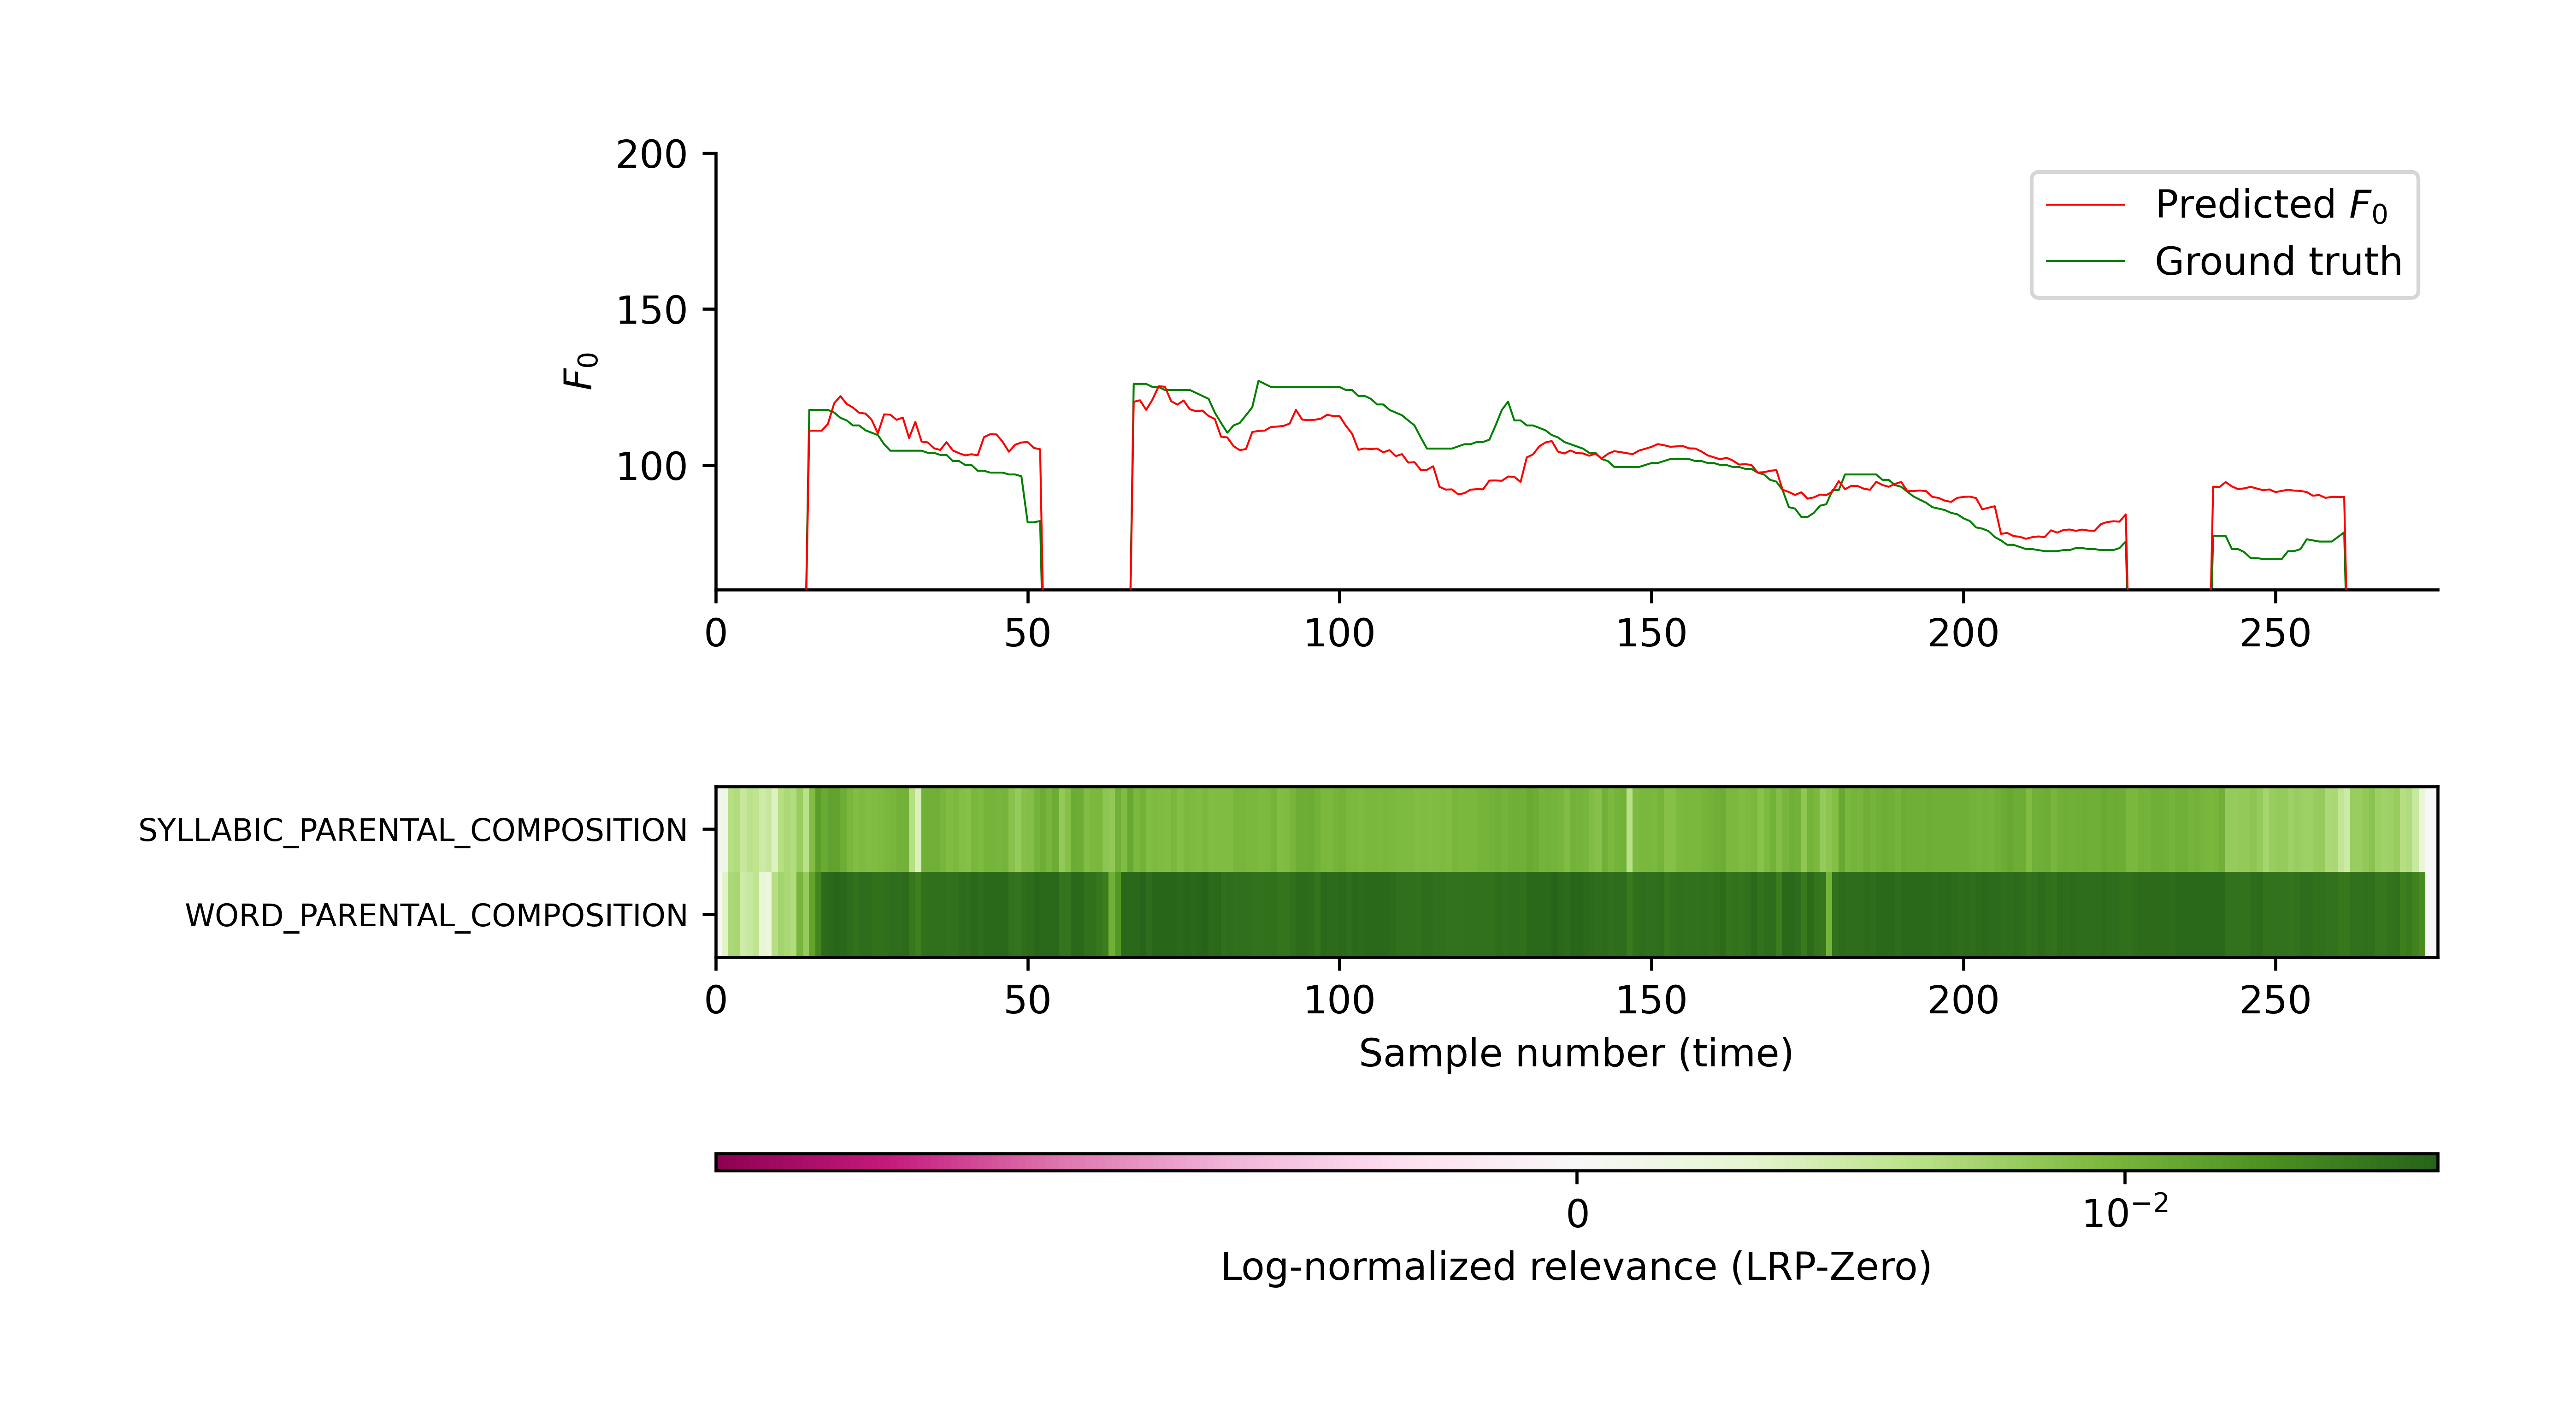 200
150
100
F₀
Predicted F₀
Ground truth
0 50 100 150 200 250
SYLLABIC_PARENTAL_COMPOSITION
WORD_PARENTAL_COMPOSITION
0 50 100 150 200 250
Sample number (time)
0 10⁻²
Log-normalized relevance (LRP-Zero)